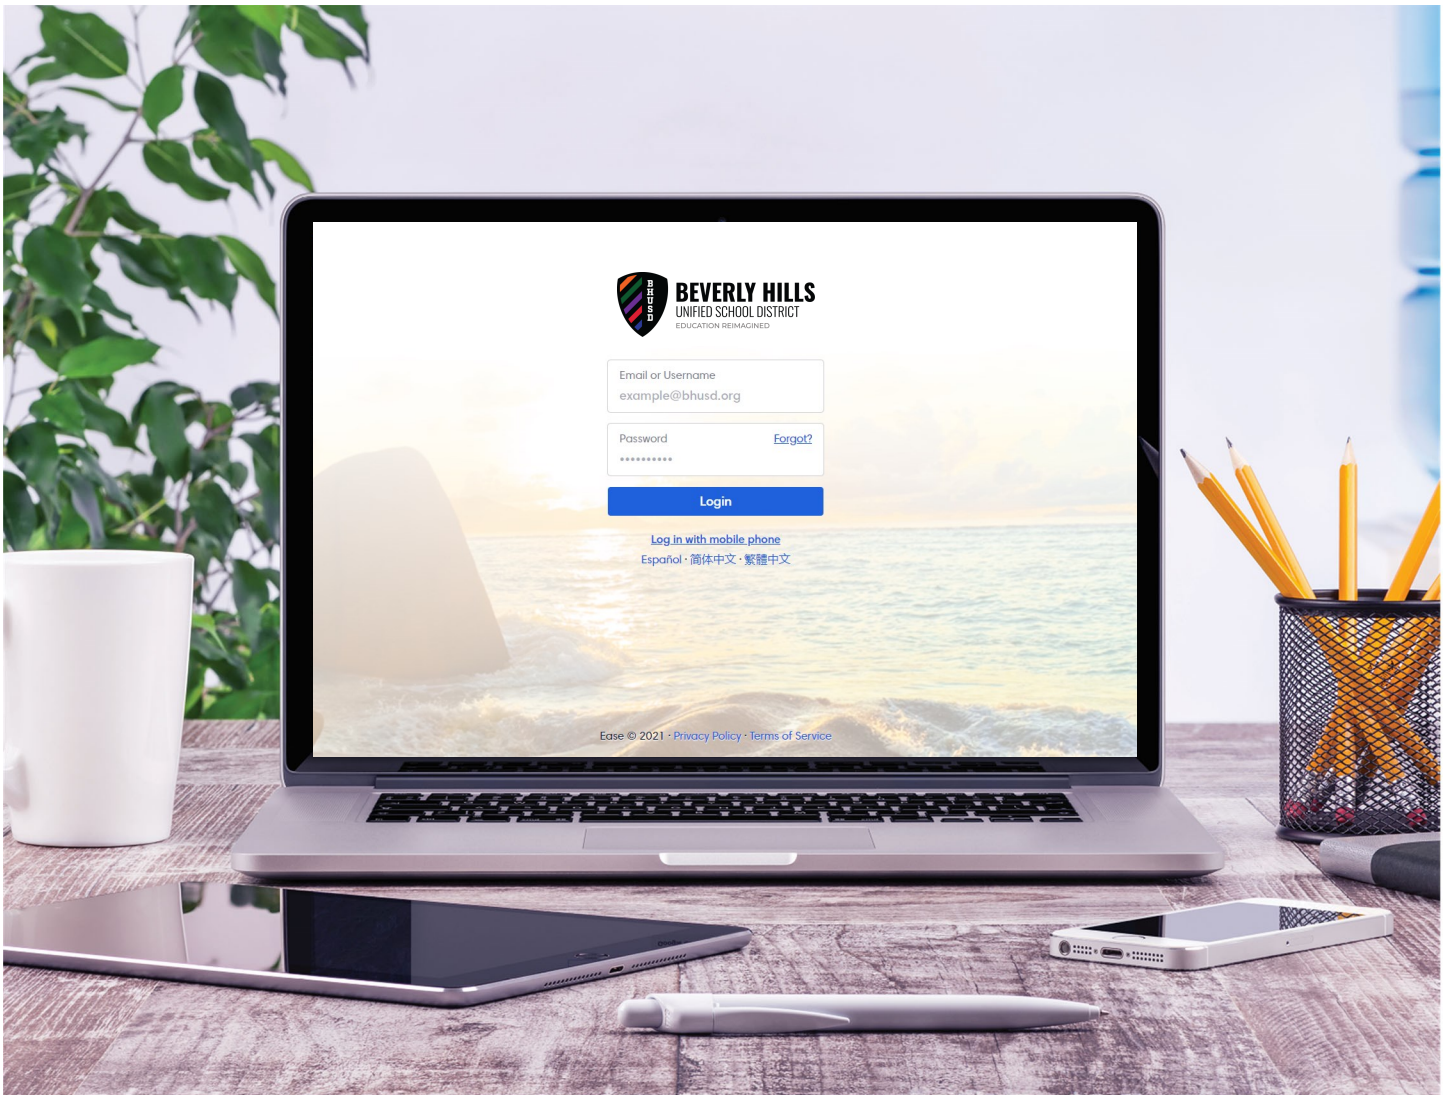 BHUSD
BEVERLY HILLS
UNIFIED SCHOOL DISTRICT
EDUCATION REIMAGINED
Email or Username
example@bhusd.org
Password Forgot?
••••••••••
Login
Log in with mobile phone
Español · 简体中文 · 繁體中文
Ease © 2021 · Privacy Policy · Terms of Service